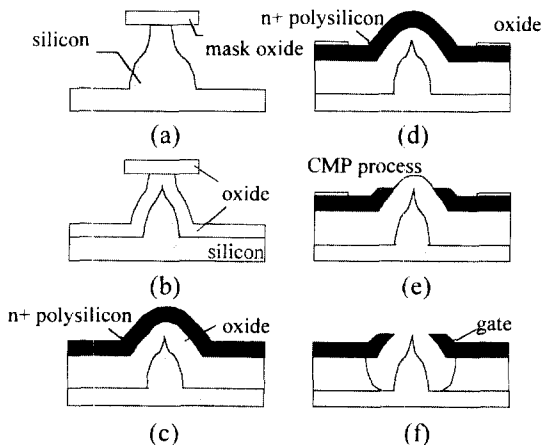 silicon
mask oxide
(a)
oxide
silicon
(b)
n+ polysilicon
oxide
(c)
n+ polysilicon
oxide
(d)
CMP process
(e)
gate
(f)